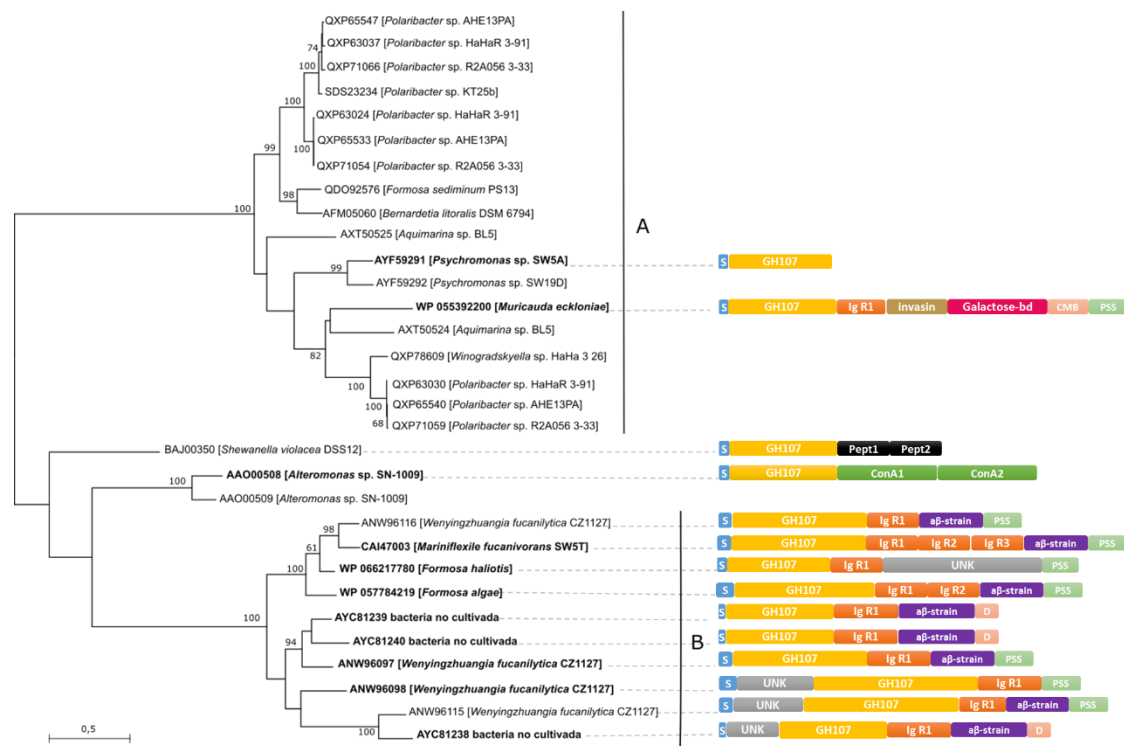 QXP65547 [Polaribacter sp. AHE13PA]
74
QXP63037 [Polaribacter sp. HaHaR 3-91]
100
QXP71066 [Polaribacter sp. R2A056 3-33]
100
SDS23234 [Polaribacter sp. KT25b]
QXP63024 [Polaribacter sp. HaHaR 3-91]
99
100
QXP65533 [Polaribacter sp. AHE13PA]
QXP71054 [Polaribacter sp. R2A056 3-33]
98
QDO92576 [Formosa sediminum PS13]
100
AFM05060 [Bernardetia litoralis DSM 6794]
A
AXT50525 [Aquimarina sp. BL5]
99
AYF59291 [Psychromonas sp. SW5A] S GH107
AYF59292 [Psychromonas sp. SW19D]
WP 055392200 [Muricauda eckloniae] S GH107 Ig R1 invasin Galactose-bd CMB PSS
AXT50524 [Aquimarina sp. BL5]
82
QXP78609 [Winogradskyella sp. HaHa 3 26]
100
QXP63030 [Polaribacter sp. HaHaR 3-91]
100
QXP65540 [Polaribacter sp. AHE13PA]
68
QXP71059 [Polaribacter sp. R2A056 3-33]
BAJ00350 [Shewanella violacea DSS12] S GH107 Pept1 Pept2
100
AAO00508 [Alteromonas sp. SN-1009] S GH107 ConA1 ConA2
AAO00509 [Alteromonas sp. SN-1009]
98
ANW96116 [Wenyingzhuangia fucanilytica CZ1127] S GH107 Ig R1 aβ-strain PSS
61
CAI47003 [Mariniflexile fucanivorans SW5T] S GH107 Ig R1 Ig R2 Ig R3 aβ-strain PSS
100
WP 066217780 [Formosa haliotis] S GH107 Ig R1 UNK PSS
WP 057784219 [Formosa algae] S GH107 Ig R1 Ig R2 aβ-strain PSS
100
AYC81239 bacteria no cultivada S GH107 Ig R1 aβ-strain D
94
AYC81240 bacteria no cultivada S GH107 Ig R1 aβ-strain D
B
ANW96097 [Wenyingzhuangia fucanilytica CZ1127] S GH107 Ig R1 aβ-strain PSS
ANW96098 [Wenyingzhuangia fucanilytica CZ1127] S UNK GH107 Ig R1 PSS
ANW96115 [Wenyingzhuangia fucanilytica CZ1127] S UNK GH107 Ig R1 aβ-strain PSS
100
AYC81238 bacteria no cultivada S UNK GH107 Ig R1 aβ-strain D
0,5